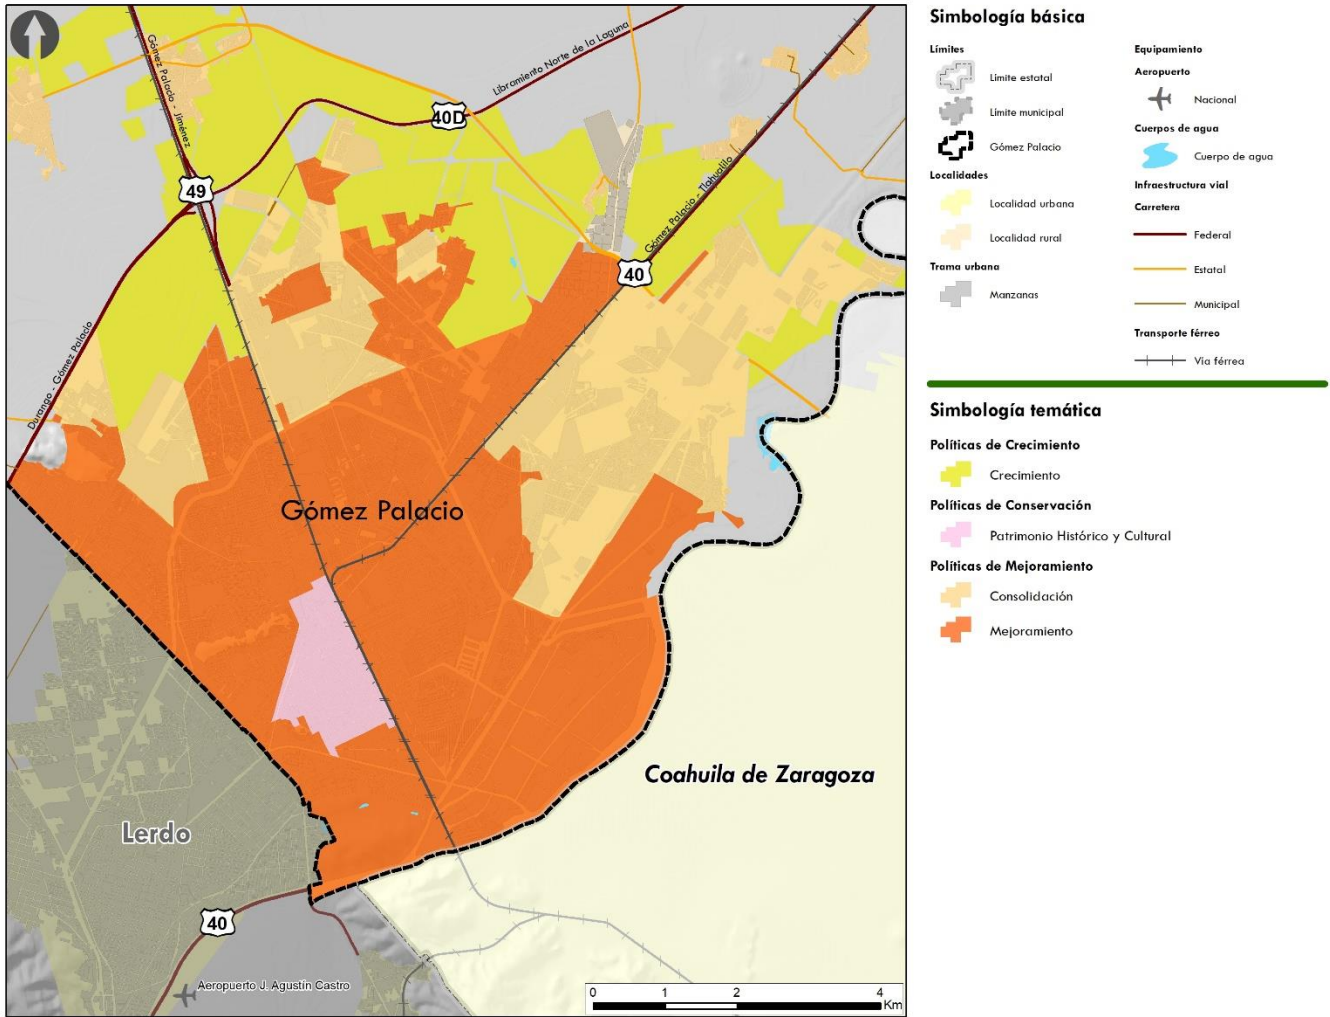 Gómez Palacio - Jiménez
Libramiento Norte de la Laguna
40D
49
Gómez Palacio - Tlahualilo
40
Durango - Gómez Palacio
Gómez Palacio
Coahuila de Zaragoza
Lerdo
40
Aeropuerto J. Agustín Castro
0 1 2 4
Km
Simbología básica
Límites
Límite estatal
Límite municipal
Gómez Palacio
Localidades
Localidad urbana
Localidad rural
Trama urbana
Manzanas
Equipamiento
Aeropuerto
Nacional
Cuerpos de agua
Cuerpo de agua
Infraestructura vial
Carretera
Federal
Estatal
Municipal
Transporte férreo
Vía férrea
Simbología temática
Políticas de Crecimiento
Crecimiento
Políticas de Conservación
Patrimonio Histórico y Cultural
Políticas de Mejoramiento
Consolidación
Mejoramiento